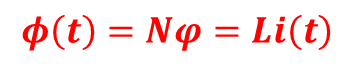 𝝓(𝒕) = 𝑵𝝋 = 𝑳𝒊(𝒕)